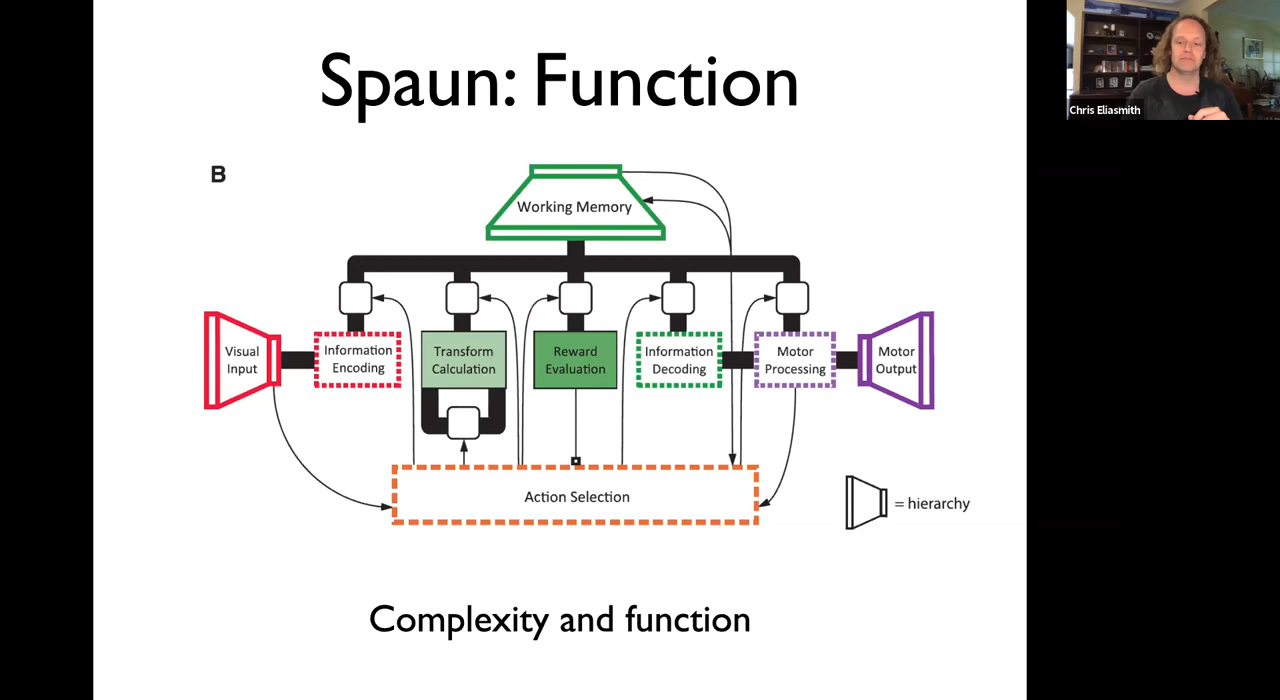 Spaun: Function
Chris Eliasmith
B
Working Memory
Visual
Input
Information
Encoding
Transform
Calculation
Reward
Evaluation
Information
Decoding
Motor
Processing
Motor
Output
Action Selection
= hierarchy
Complexity and function